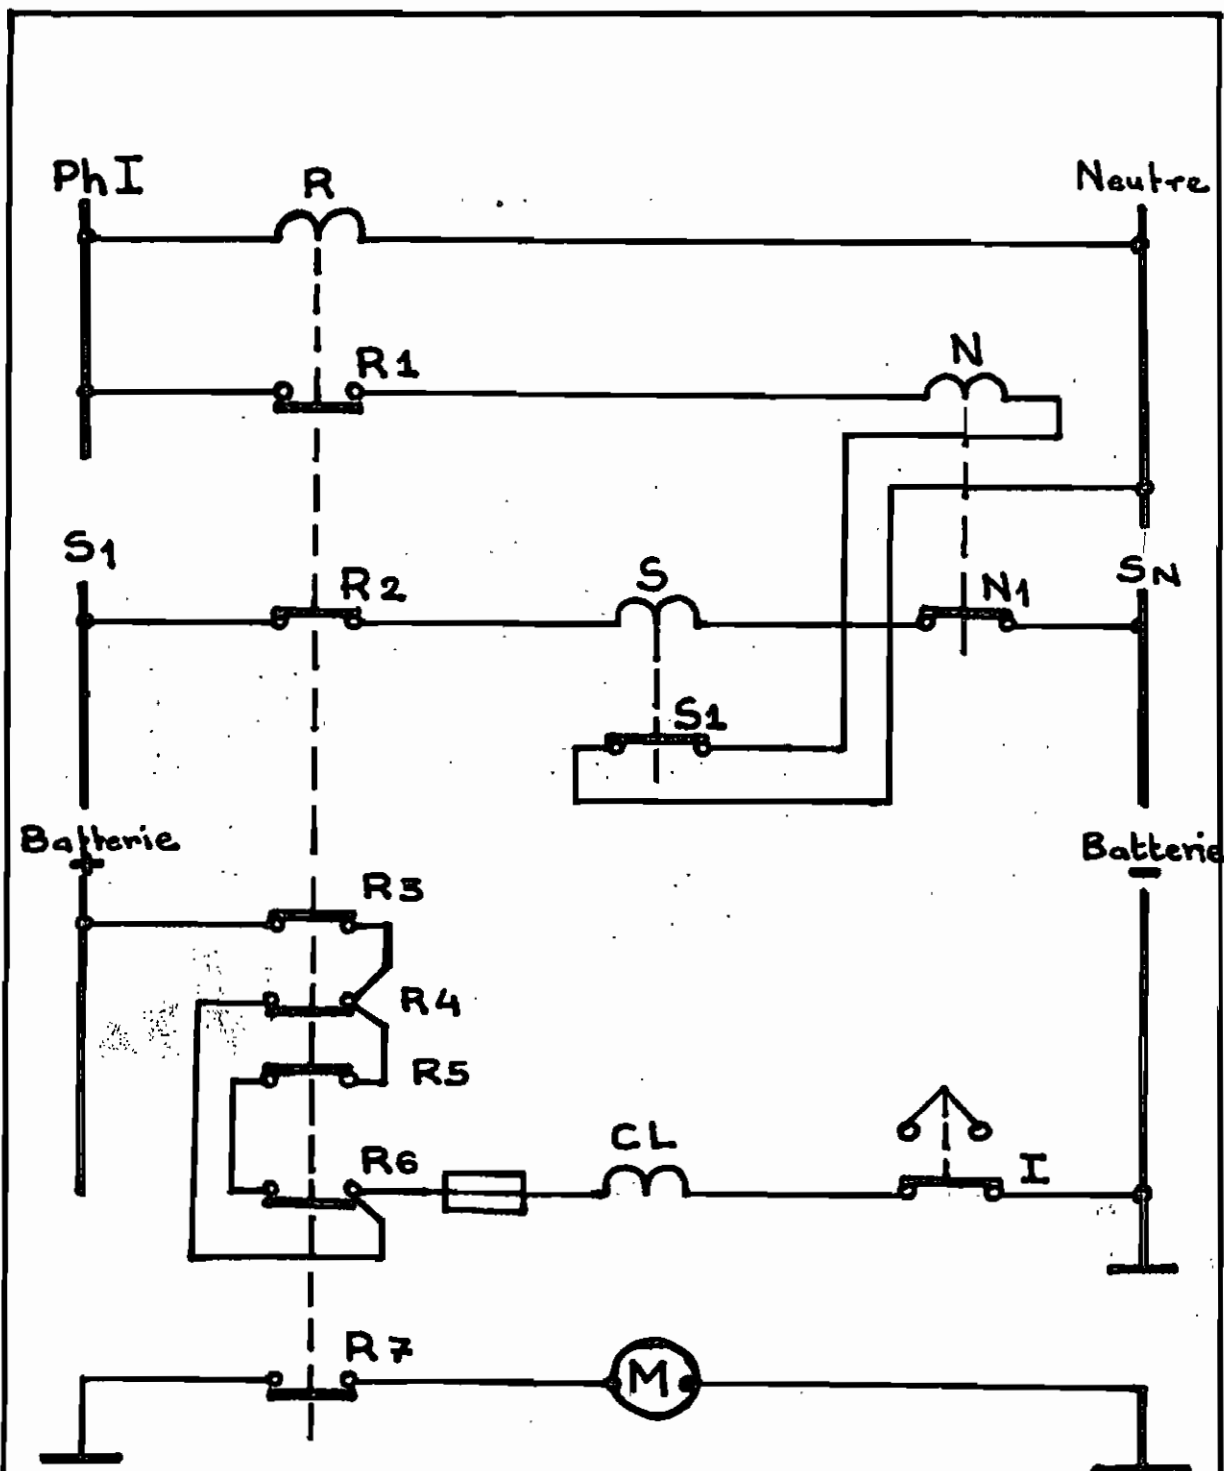 Ph I
Neutre
R
R1
N
S1
SN
R2
S
N1
S1
Batterie
+
Batterie
-
R3
R4
R5
R6
CL
I
R7
M